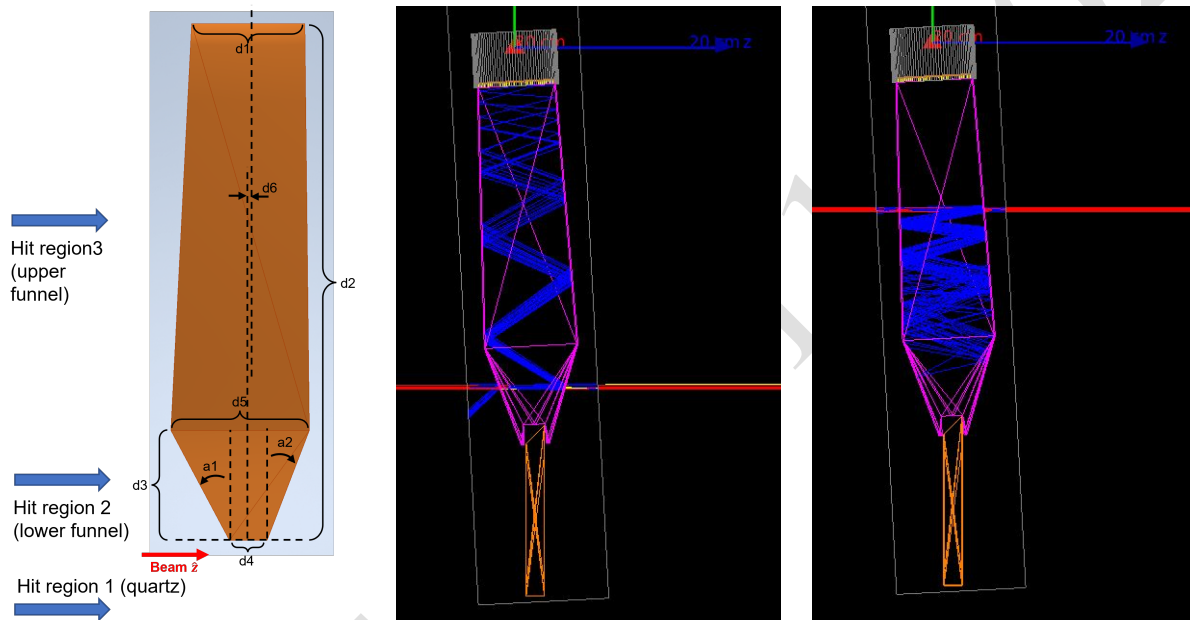 d1
d6
Hit region3
(upper
funnel)
d2
d5
a2
a1
d3
Hit region 2
(lower funnel)
d4
Beam ẑ
Hit region 1 (quartz)
20 cm z
20 cm z